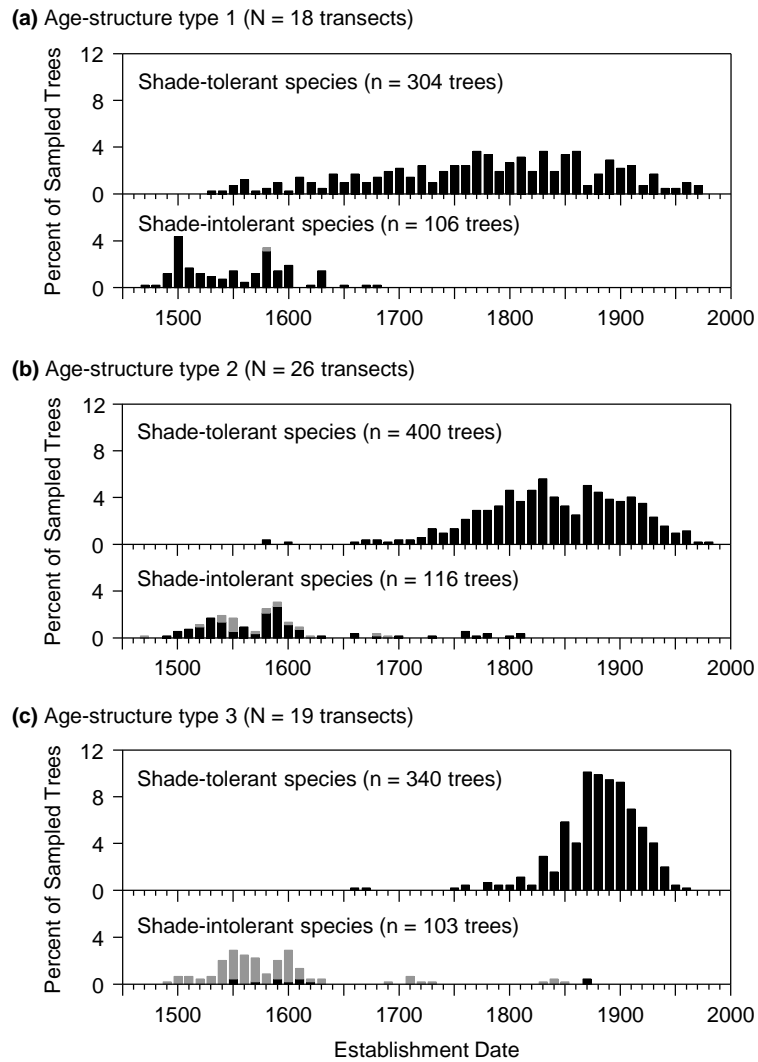 (a) Age-structure type 1 (N = 18 transects)
12
Shade-tolerant species (n = 304 trees)
8
4
0
Shade-intolerant species (n = 106 trees)
4
0
Percent of Sampled Trees
1500 1600 1700 1800 1900 2000
(b) Age-structure type 2 (N = 26 transects)
12
Shade-tolerant species (n = 400 trees)
8
4
0
Shade-intolerant species (n = 116 trees)
4
0
Percent of Sampled Trees
1500 1600 1700 1800 1900 2000
(c) Age-structure type 3 (N = 19 transects)
12
Shade-tolerant species (n = 340 trees)
8
4
0
Shade-intolerant species (n = 103 trees)
4
0
Percent of Sampled Trees
1500 1600 1700 1800 1900 2000
Establishment Date